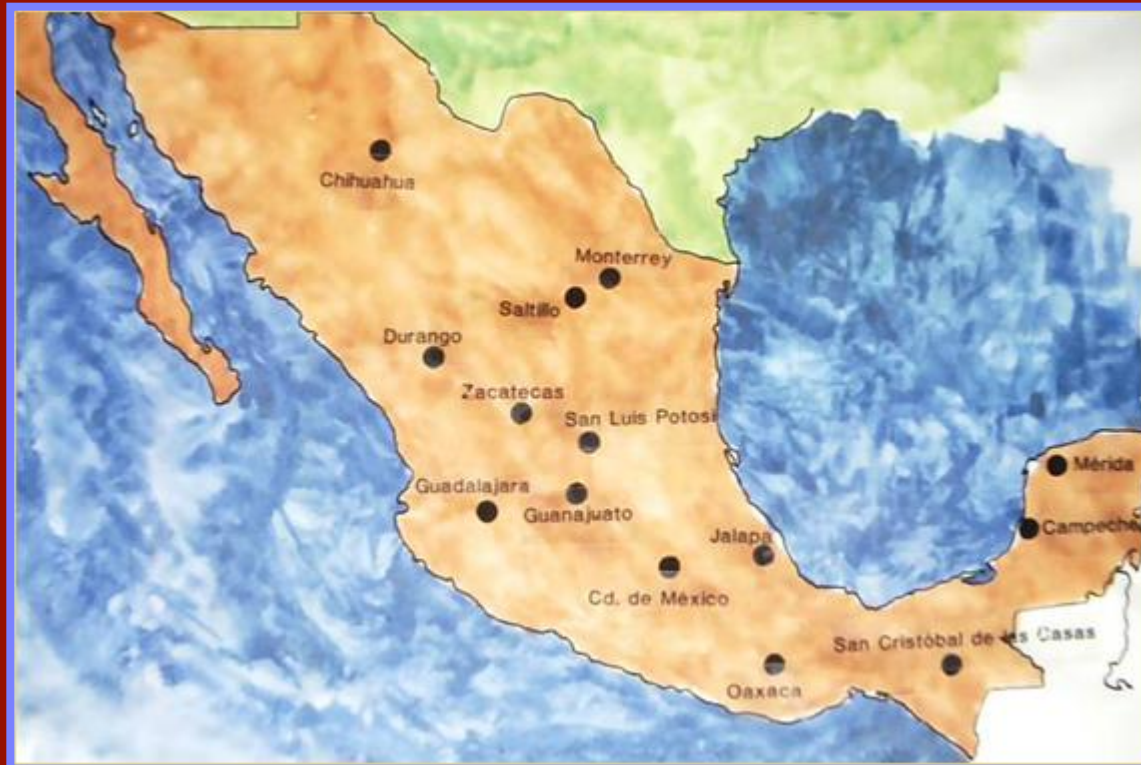 Chihuahua
Monterrey
Saltillo
Durango
Zacatecas
San Luis Potosi
Mérida
Guadalajara
Guanajuato
Campeche
Jalapa
Cd. de México
San Cristóbal de las Casas
Oaxaca